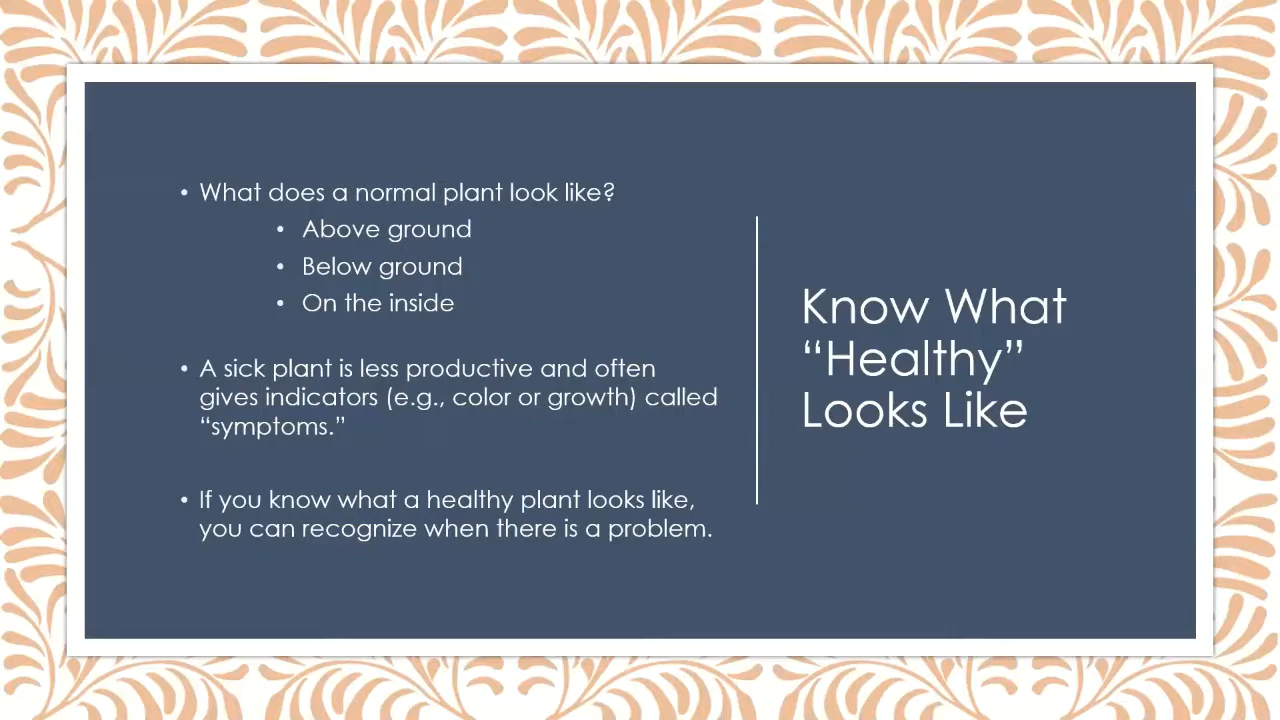 What does a normal plant look like?
Above ground
Below ground
On the inside
A sick plant is less productive and often
gives indicators (e.g., color or growth) called
“symptoms.”
If you know what a healthy plant looks like,
you can recognize when there is a problem.
Know What
“Healthy”
Looks Like